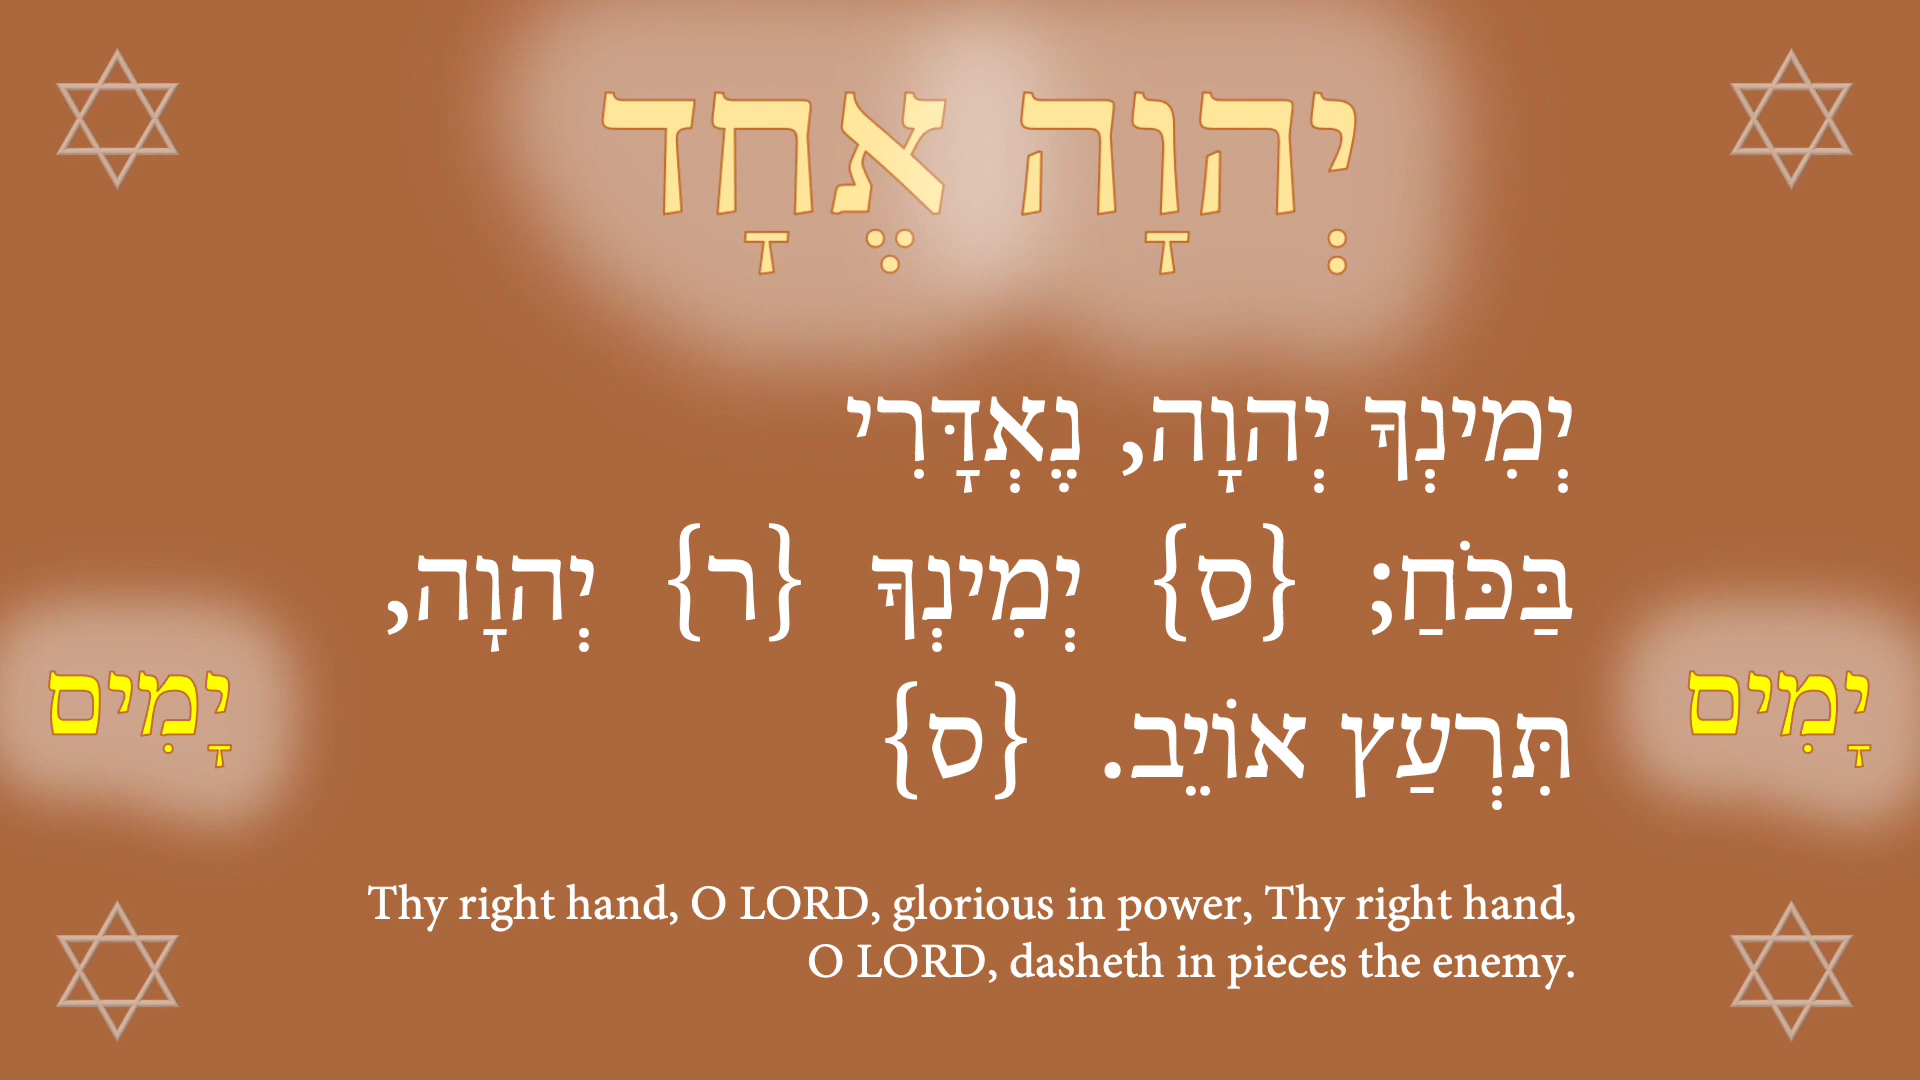 יְהוָה אֶחָד
יְמִינְךָ יְהוָה, נֶאְדָּרִי
בַּכֹּחַ; {ס} יְמִינְךָ {ר} יְהוָה,
תִּרְעַץ אוֹיֵב. {ס}
יָמִים
יָמִים
Thy right hand, O LORD, glorious in power, Thy right hand,
O LORD, dasheth in pieces the enemy.